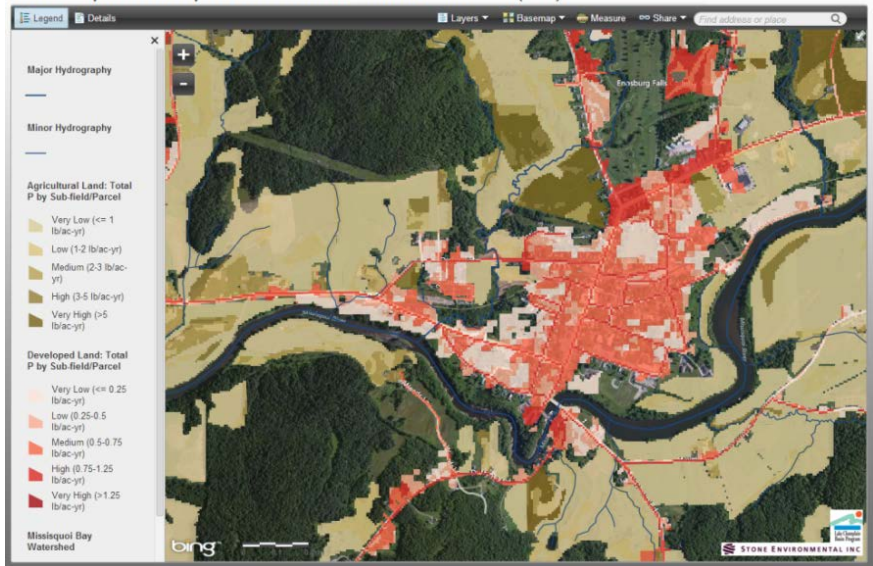 Legend
Details
Layers
Basemap
Measure
Share
Find address or place
Major Hydrography
Minor Hydrography
Agricultural Land: Total
P by Sub-field/Parcel
Very Low (<= 1
lb/ac-yr)
Low (1-2 lb/ac-yr)
Medium (2-3 lb/ac-
yr)
High (3-5 lb/ac-yr)
Very High (>5
lb/ac-yr)
Developed Land: Total
P by Sub-field/Parcel
Very Low (<= 0.25
lb/ac-yr)
Low (0.25-0.5
lb/ac-yr)
Medium (0.5-0.75
lb/ac-yr)
High (0.75-1.25
lb/ac-yr)
Very High (>1.25
lb/ac-yr)
Missisquoi Bay
Watershed
Enosburg Falls
bing
Lake Champlain
Basin Program
STONE ENVIRONMENTAL INC